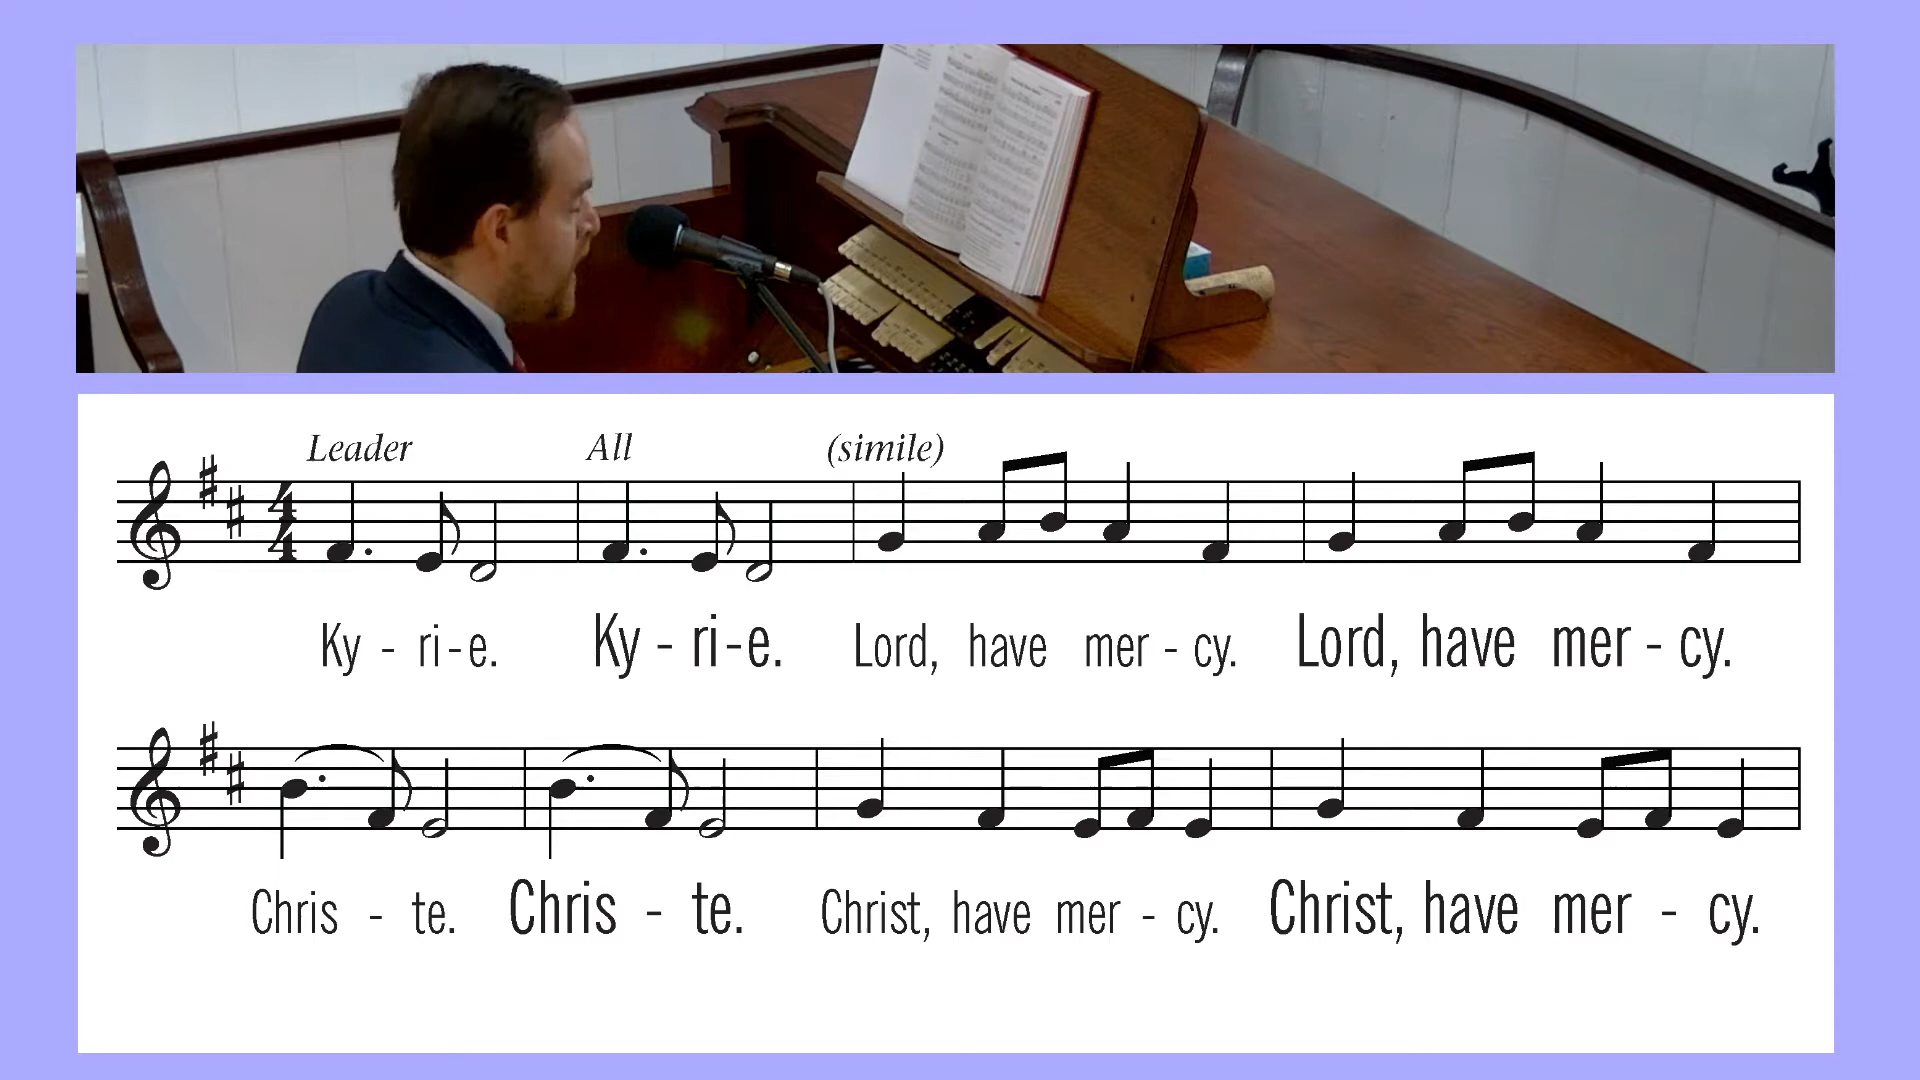 Leader All (simile)
Ky - ri - e. Ky - ri - e. Lord, have mer - cy. Lord, have mer - cy.
Chris - te. Chris - te. Christ, have mer - cy. Christ, have mer - cy.